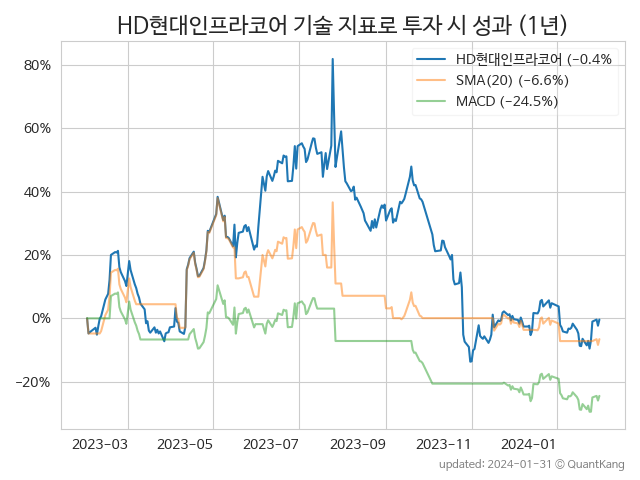 HD현대인프라코어 기술 지표로 투자 시 성과 (1년)
HD현대인프라코어 (−0.4%
SMA(20) (−6.6%)
MACD (−24.5%)
80%
60%
40%
20%
0%
−20%
2023-03
2023-05
2023-07
2023-09
2023-11
2024-01
updated: 2024-01-31 © QuantKang